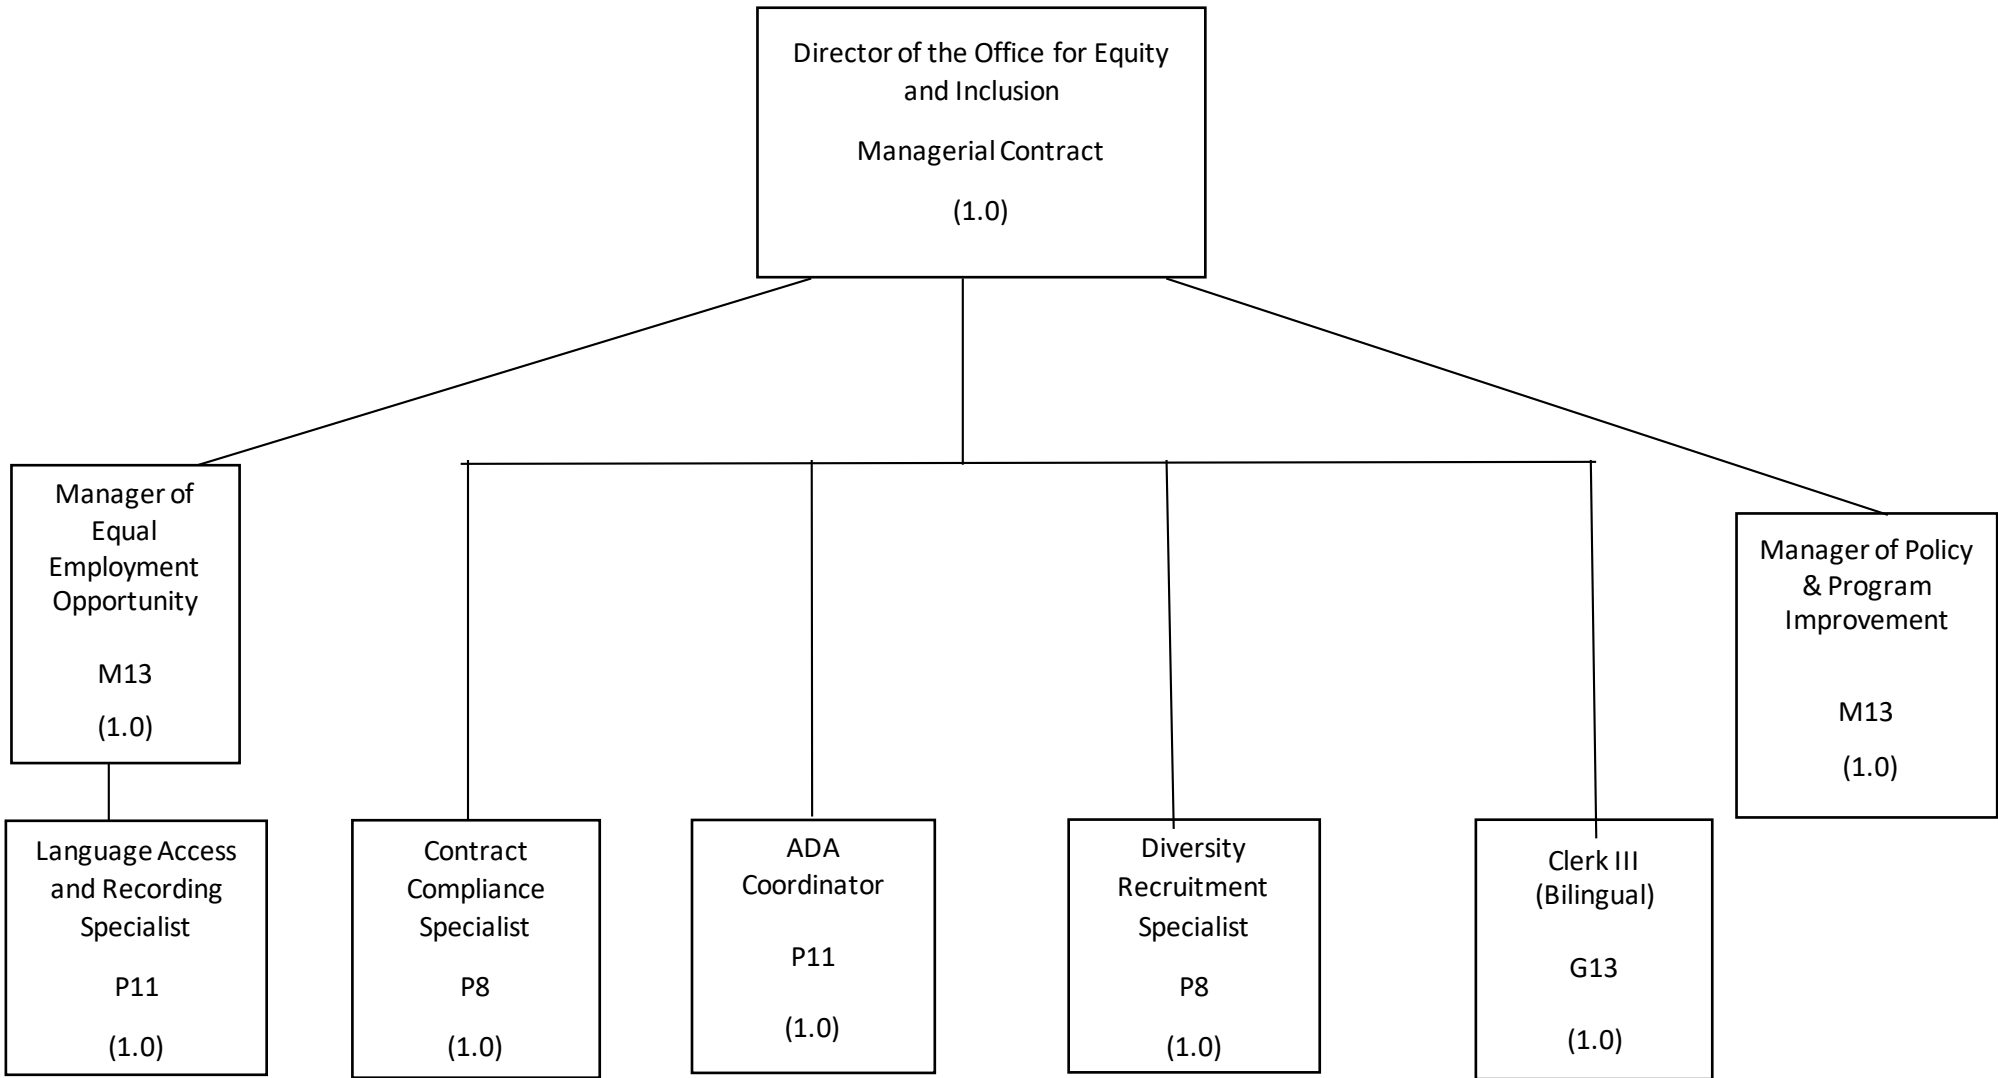 Director of the Office for Equity
and Inclusion
Managerial Contract
(1.0)
Manager of
Equal
Employment
Opportunity
M13
(1.0)
Manager of Policy
& Program
Improvement
M13
(1.0)
Language Access
and Recording
Specialist
P11
(1.0)
Contract
Compliance
Specialist
P8
(1.0)
ADA
Coordinator
P11
(1.0)
Diversity
Recruitment
Specialist
P8
(1.0)
Clerk III
(Bilingual)
G13
(1.0)